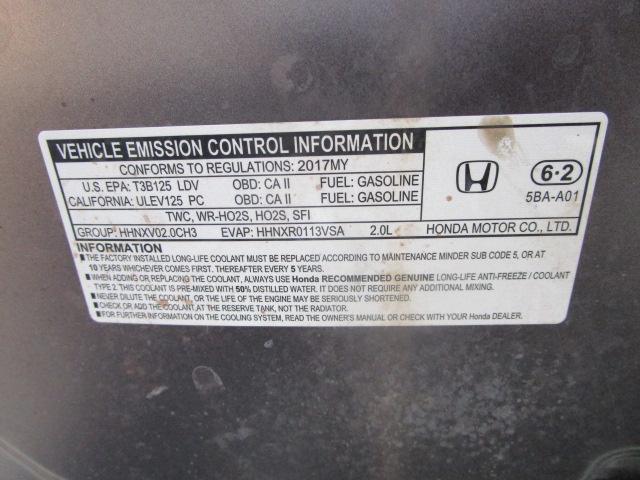 VEHICLE EMISSION CONTROL INFORMATION
CONFORMS TO REGULATIONS: 2017MY
U.S. EPA: T3B125 LDV OBD: CA II FUEL: GASOLINE
CALIFORNIA: ULEV125 PC OBD: CA II FUEL: GASOLINE
TWC, WR-HO2S, HO2S, SFI
GROUP: HHNXV02.0CH3 EVAP: HHNXR0113VSA 2.0L
6·2
5BA-A01
HONDA MOTOR CO., LTD.
INFORMATION
■THE FACTORY INSTALLED LONG-LIFE COOLANT MUST BE REPLACED ACCORDING TO MAINTENANCE MINDER SUB CODE 5, OR AT
10 YEARS WHICHEVER COMES FIRST. THEREAFTER EVERY 5 YEARS.
■WHEN ADDING OR REPLACING THE COOLANT, ALWAYS USE Honda RECOMMENDED GENUINE LONG-LIFE ANTI-FREEZE / COOLANT
TYPE 2. THIS COOLANT IS PRE-MIXED WITH 50% DISTILLED WATER. IT DOES NOT REQUIRE ANY ADDITIONAL MIXING.
■NEVER DILUTE THE COOLANT, OR THE LIFE OF THE ENGINE MAY BE SERIOUSLY SHORTENED.
■CHECK OR ADD THE COOLANT AT THE RESERVE TANK, NOT THE RADIATOR.
■FOR FURTHER INFORMATION ON THE COOLING SYSTEM, READ THE OWNER'S MANUAL OR CHECK WITH YOUR Honda DEALER.